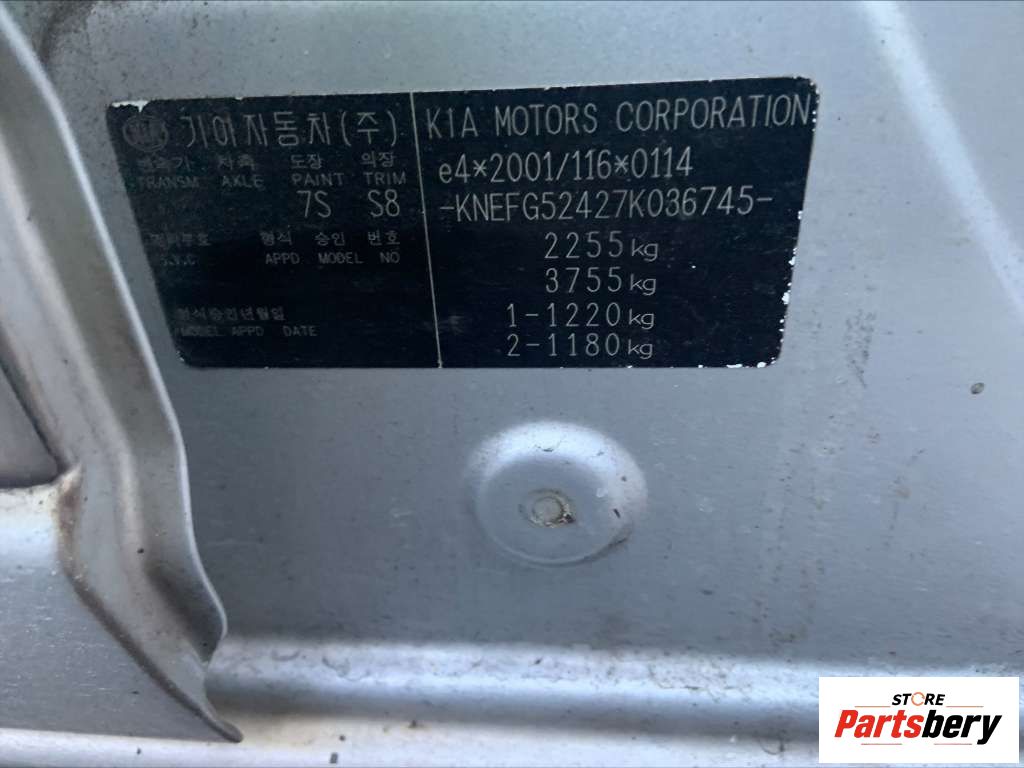 KIA 기아자동차(주)
변속기 차축 도장 의장
TRANSM AXLE PAINT TRIM
7S S8
형식 승인 번호
APPD MODEL NO
형식승인년월일
MODEL APPD DATE
KIA MOTORS CORPORATION
e4*2001/116*0114
-KNEFG52427K036745-
2255kg
3755kg
1-1220kg
2-1180kg
STORE
Partsbery